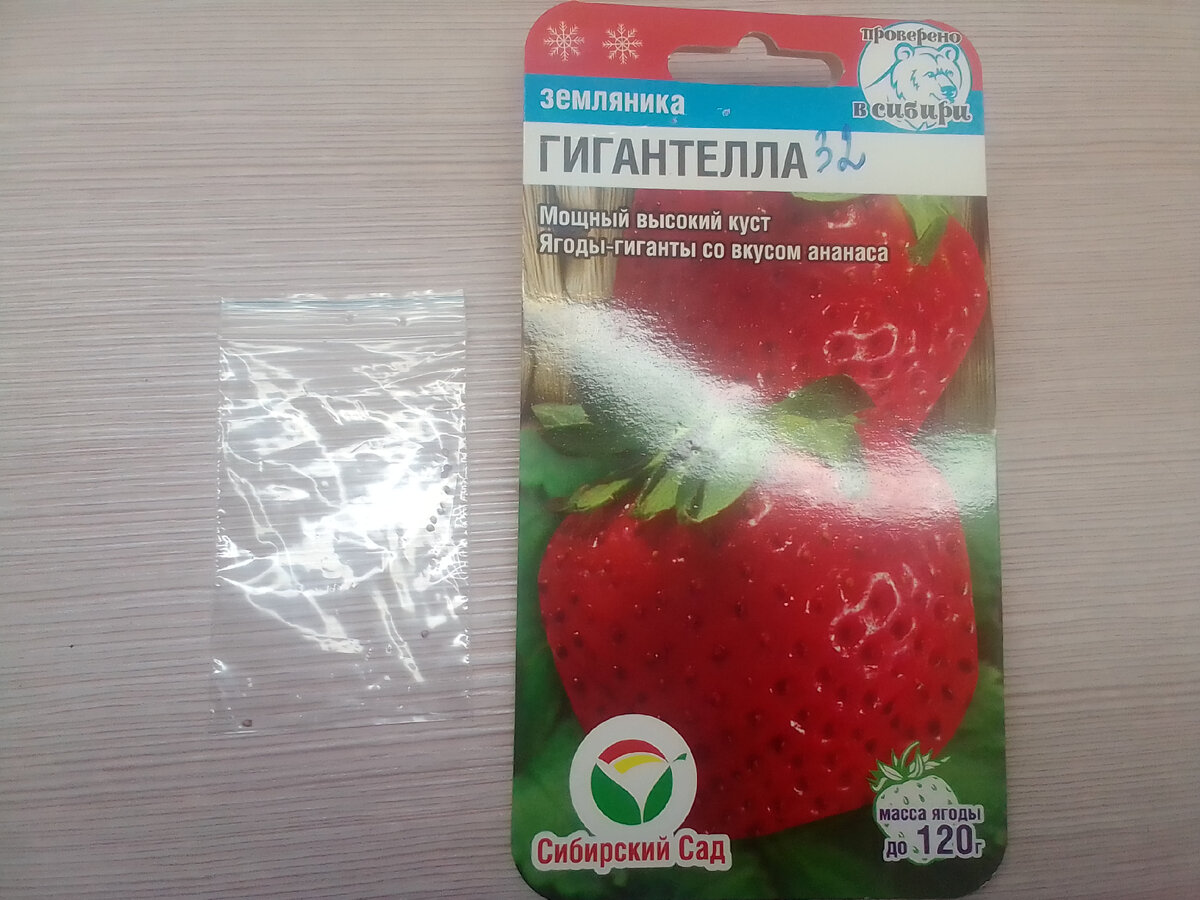 проверено
в сибири
земляника
ГИГАНТЕЛЛА 32
Мощный высокий куст
Ягоды-гиганты со вкусом ананаса
Сибирский Сад
масса ягоды
до 120г